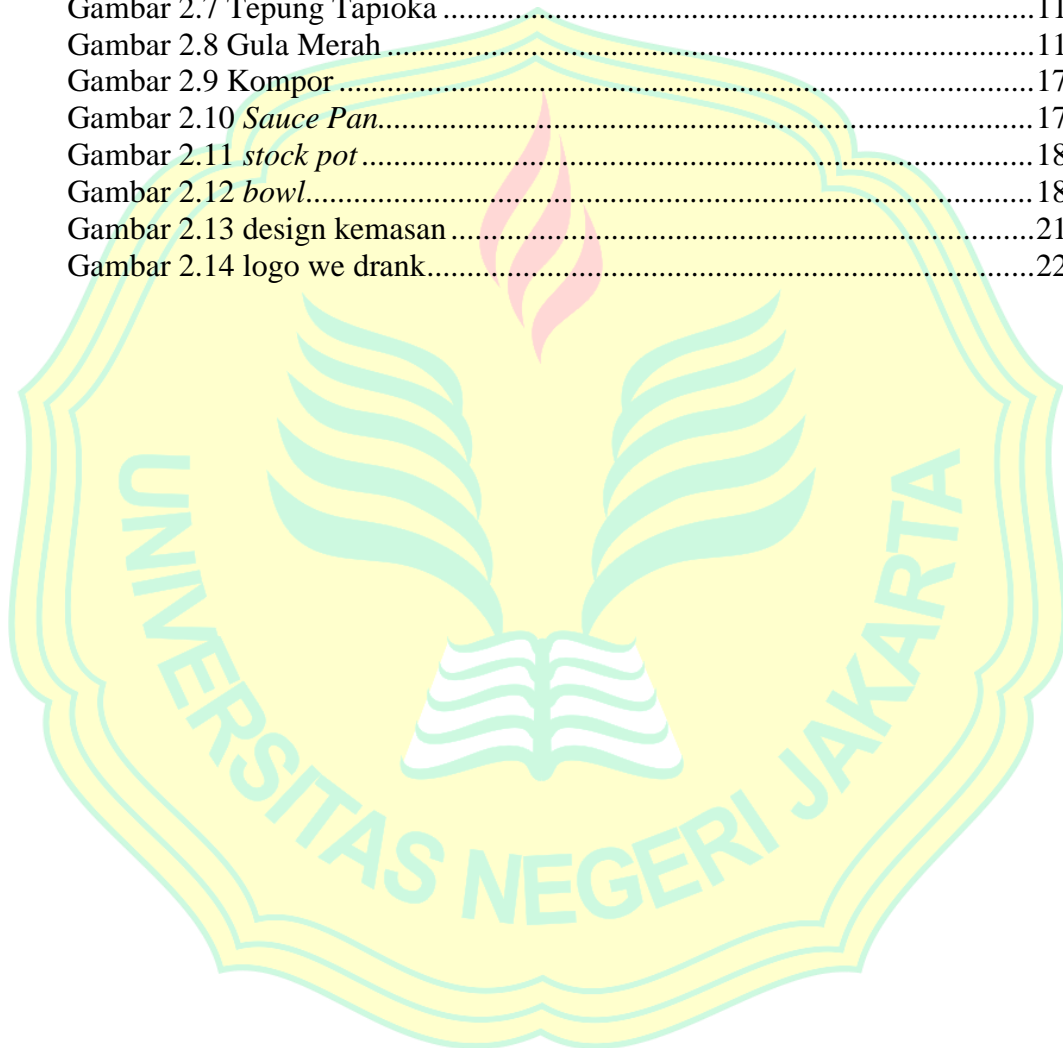 Gambar 2.7 Tepung Tapioka ........................................................................11
Gambar 2.8 Gula Merah ..............................................................................11
Gambar 2.9 Kompor ....................................................................................17
Gambar 2.10 Sauce Pan...............................................................................17
Gambar 2.11 stock pot .................................................................................18
Gambar 2.12 bowl........................................................................................18
Gambar 2.13 design kemasan ......................................................................21
Gambar 2.14 logo we drank.........................................................................22
UNIVERSITAS NEGERI JAKARTA